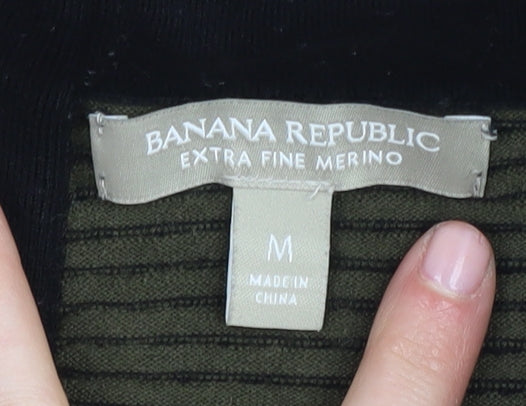 BANANA REPUBLIC
EXTRA FINE MERINO
M
MADE IN
CHINA